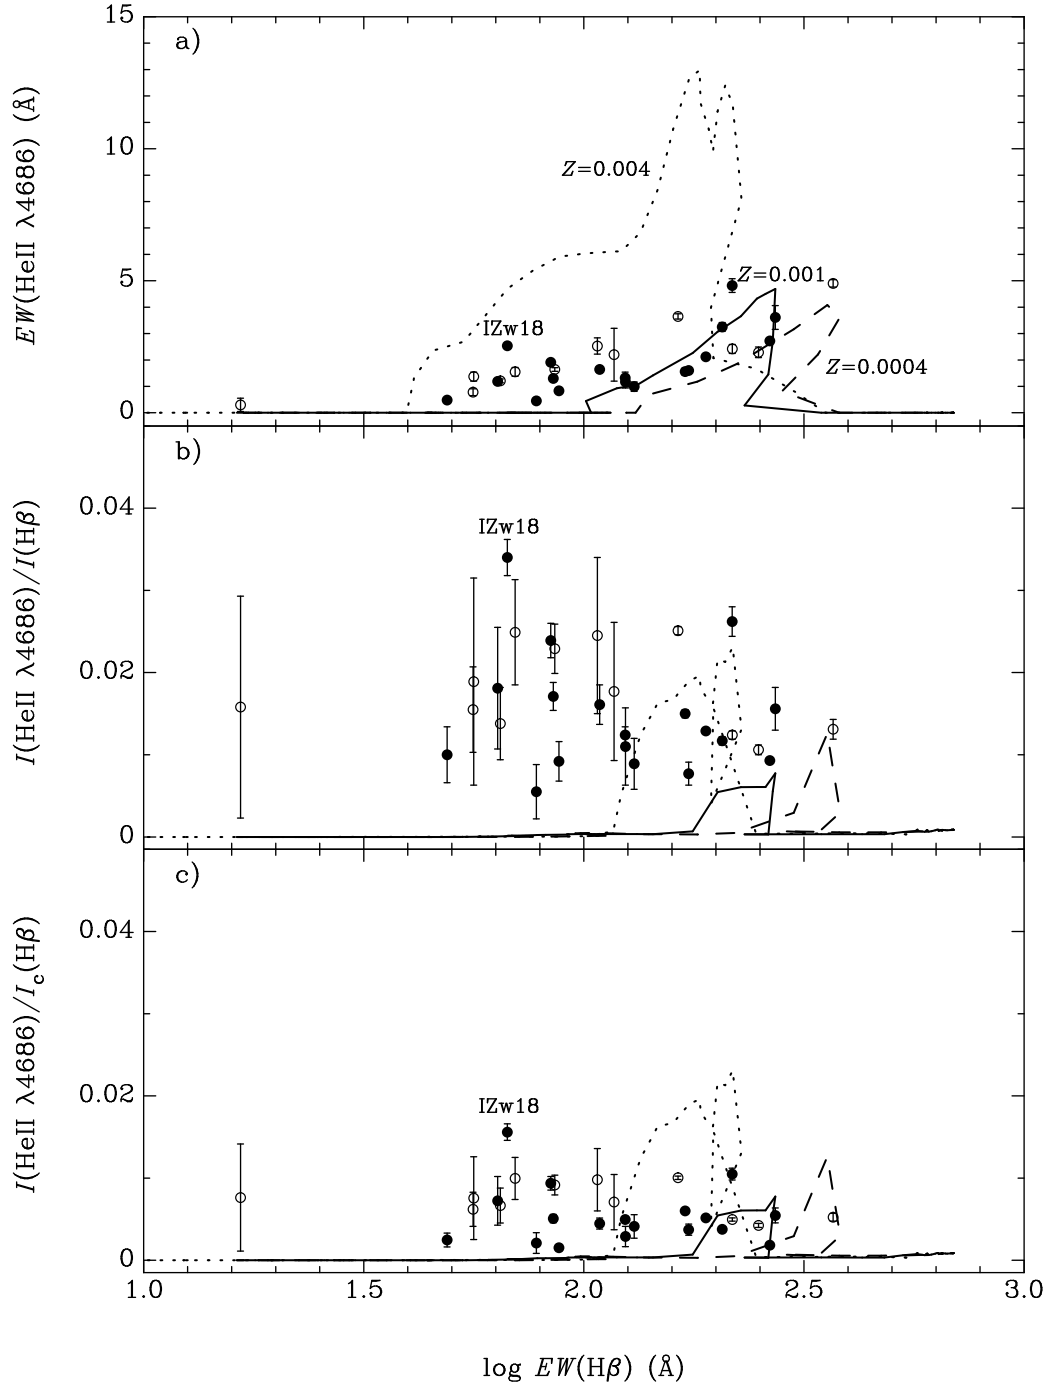 15
a)
10
Z=0.004
EW(HeII λ4686) (Å)
5
Z=0.001
IZw18
Z=0.0004
0
b)
0.04
IZw18
I(HeII λ4686)/I(Hβ)
0.02
0
c)
0.04
I(HeII λ4686)/Ic(Hβ)
0.02
IZw18
0
1.0 1.5 2.0 2.5 3.0
log EW(Hβ) (Å)